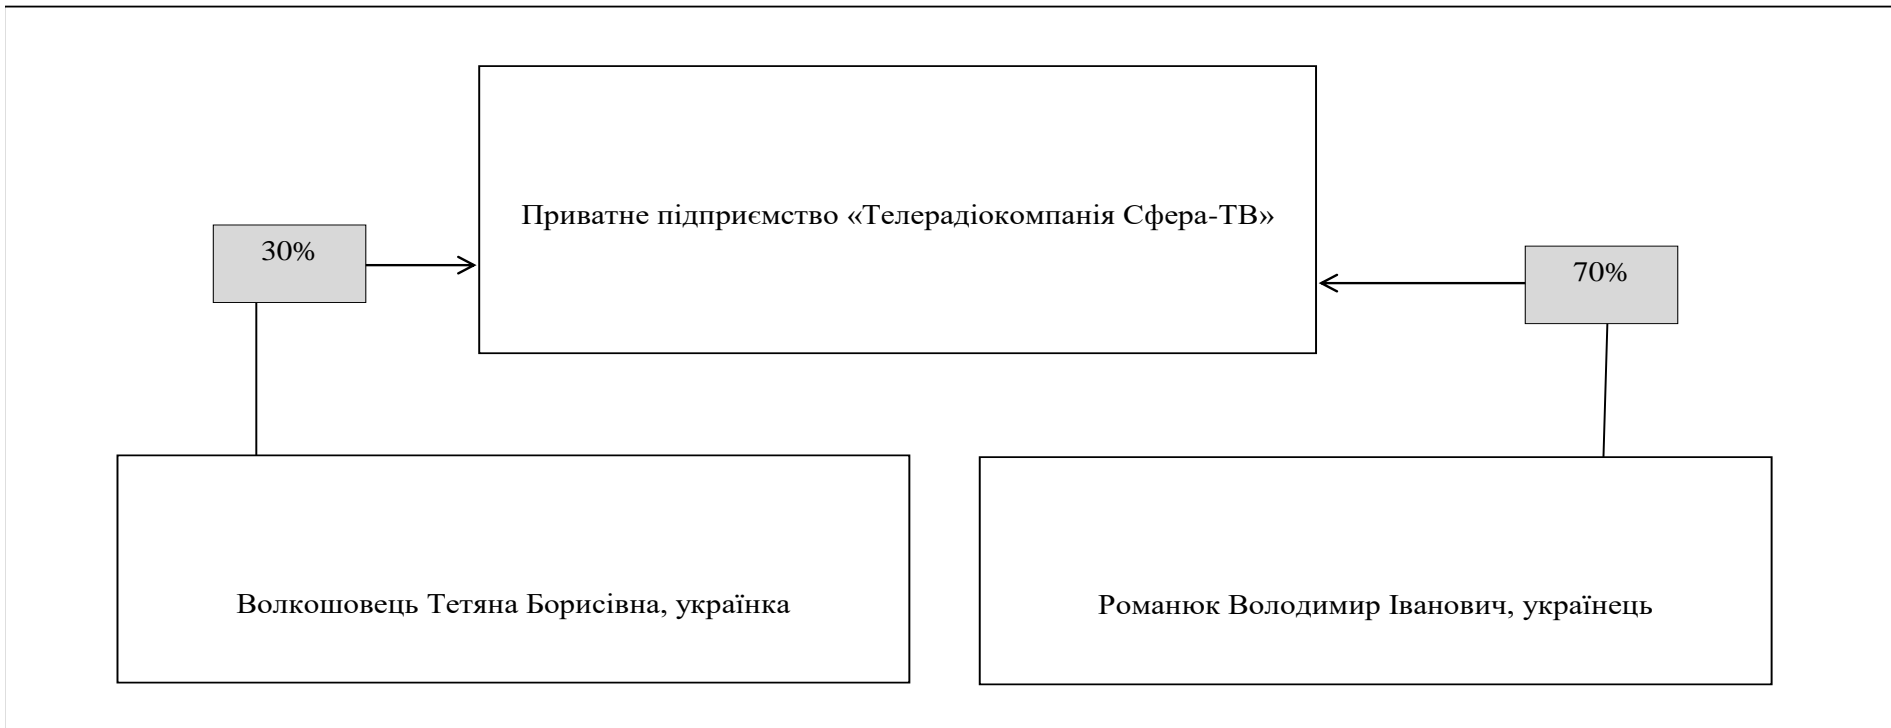 Приватне підприємство «Телерадіокомпанія Сфера-ТВ»
30%
70%
Волкошовець Тетяна Борисівна, українка
Романюк Володимир Іванович, українець